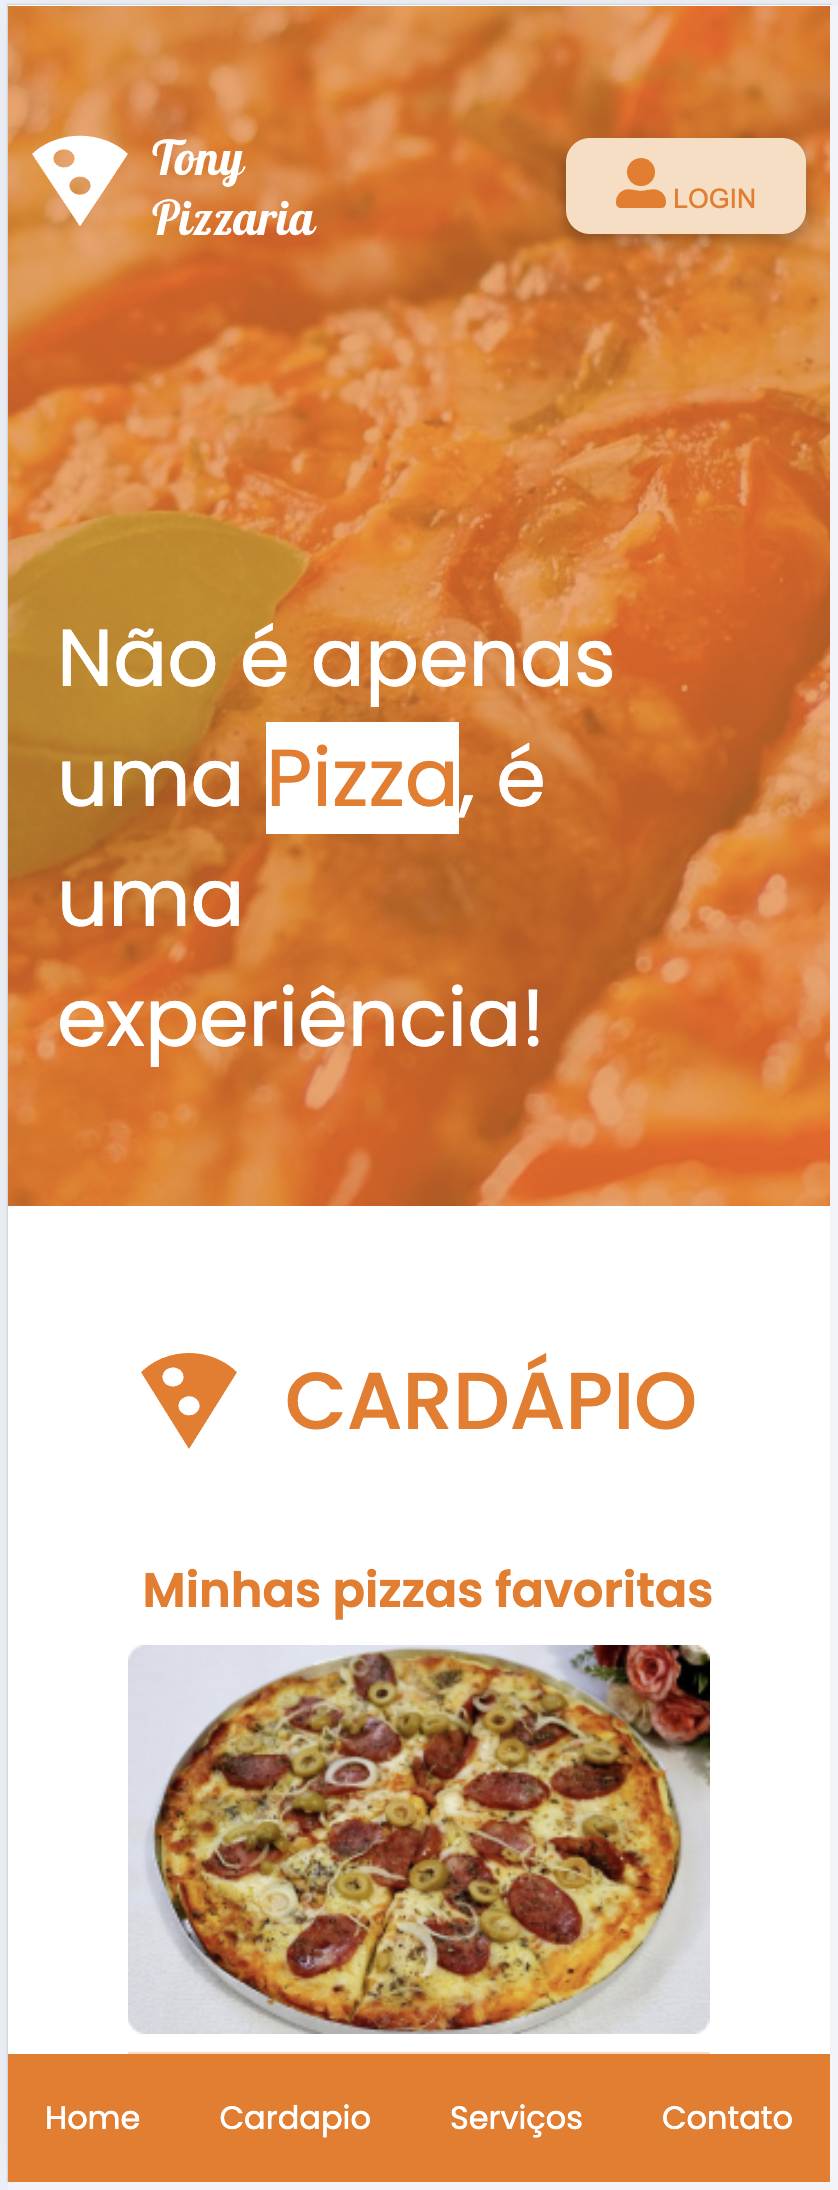 Tony
Pizzaria
LOGIN
Não é apenas
uma Pizza, é
uma
experiência!
CARDÁPIO
Minhas pizzas favoritas
Home Cardapio Serviços Contato